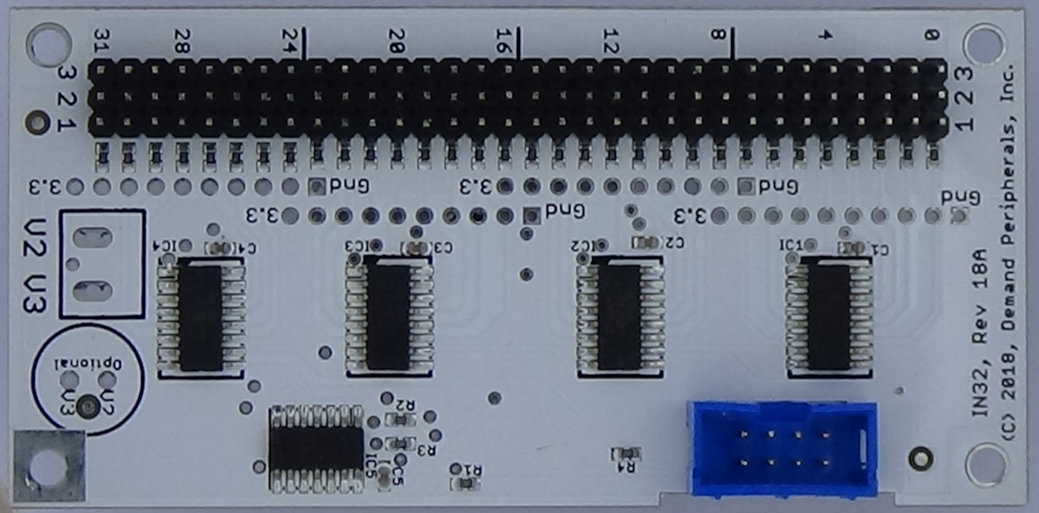 31 28 24 20 16 12 8 4 0
3 3
2 2
1 1
3.3 Gnd 3.3 Gnd
3.3 Gnd 3.3 Gnd
V2 V3
IC4 C4 IC3 C3 IC2 C2 IC1 C1
Optional
V3 V2
R2
R3
IC5 C5 R1 R4
IN32, Rev 18A
(C) 2018, Demand Peripherals, Inc.